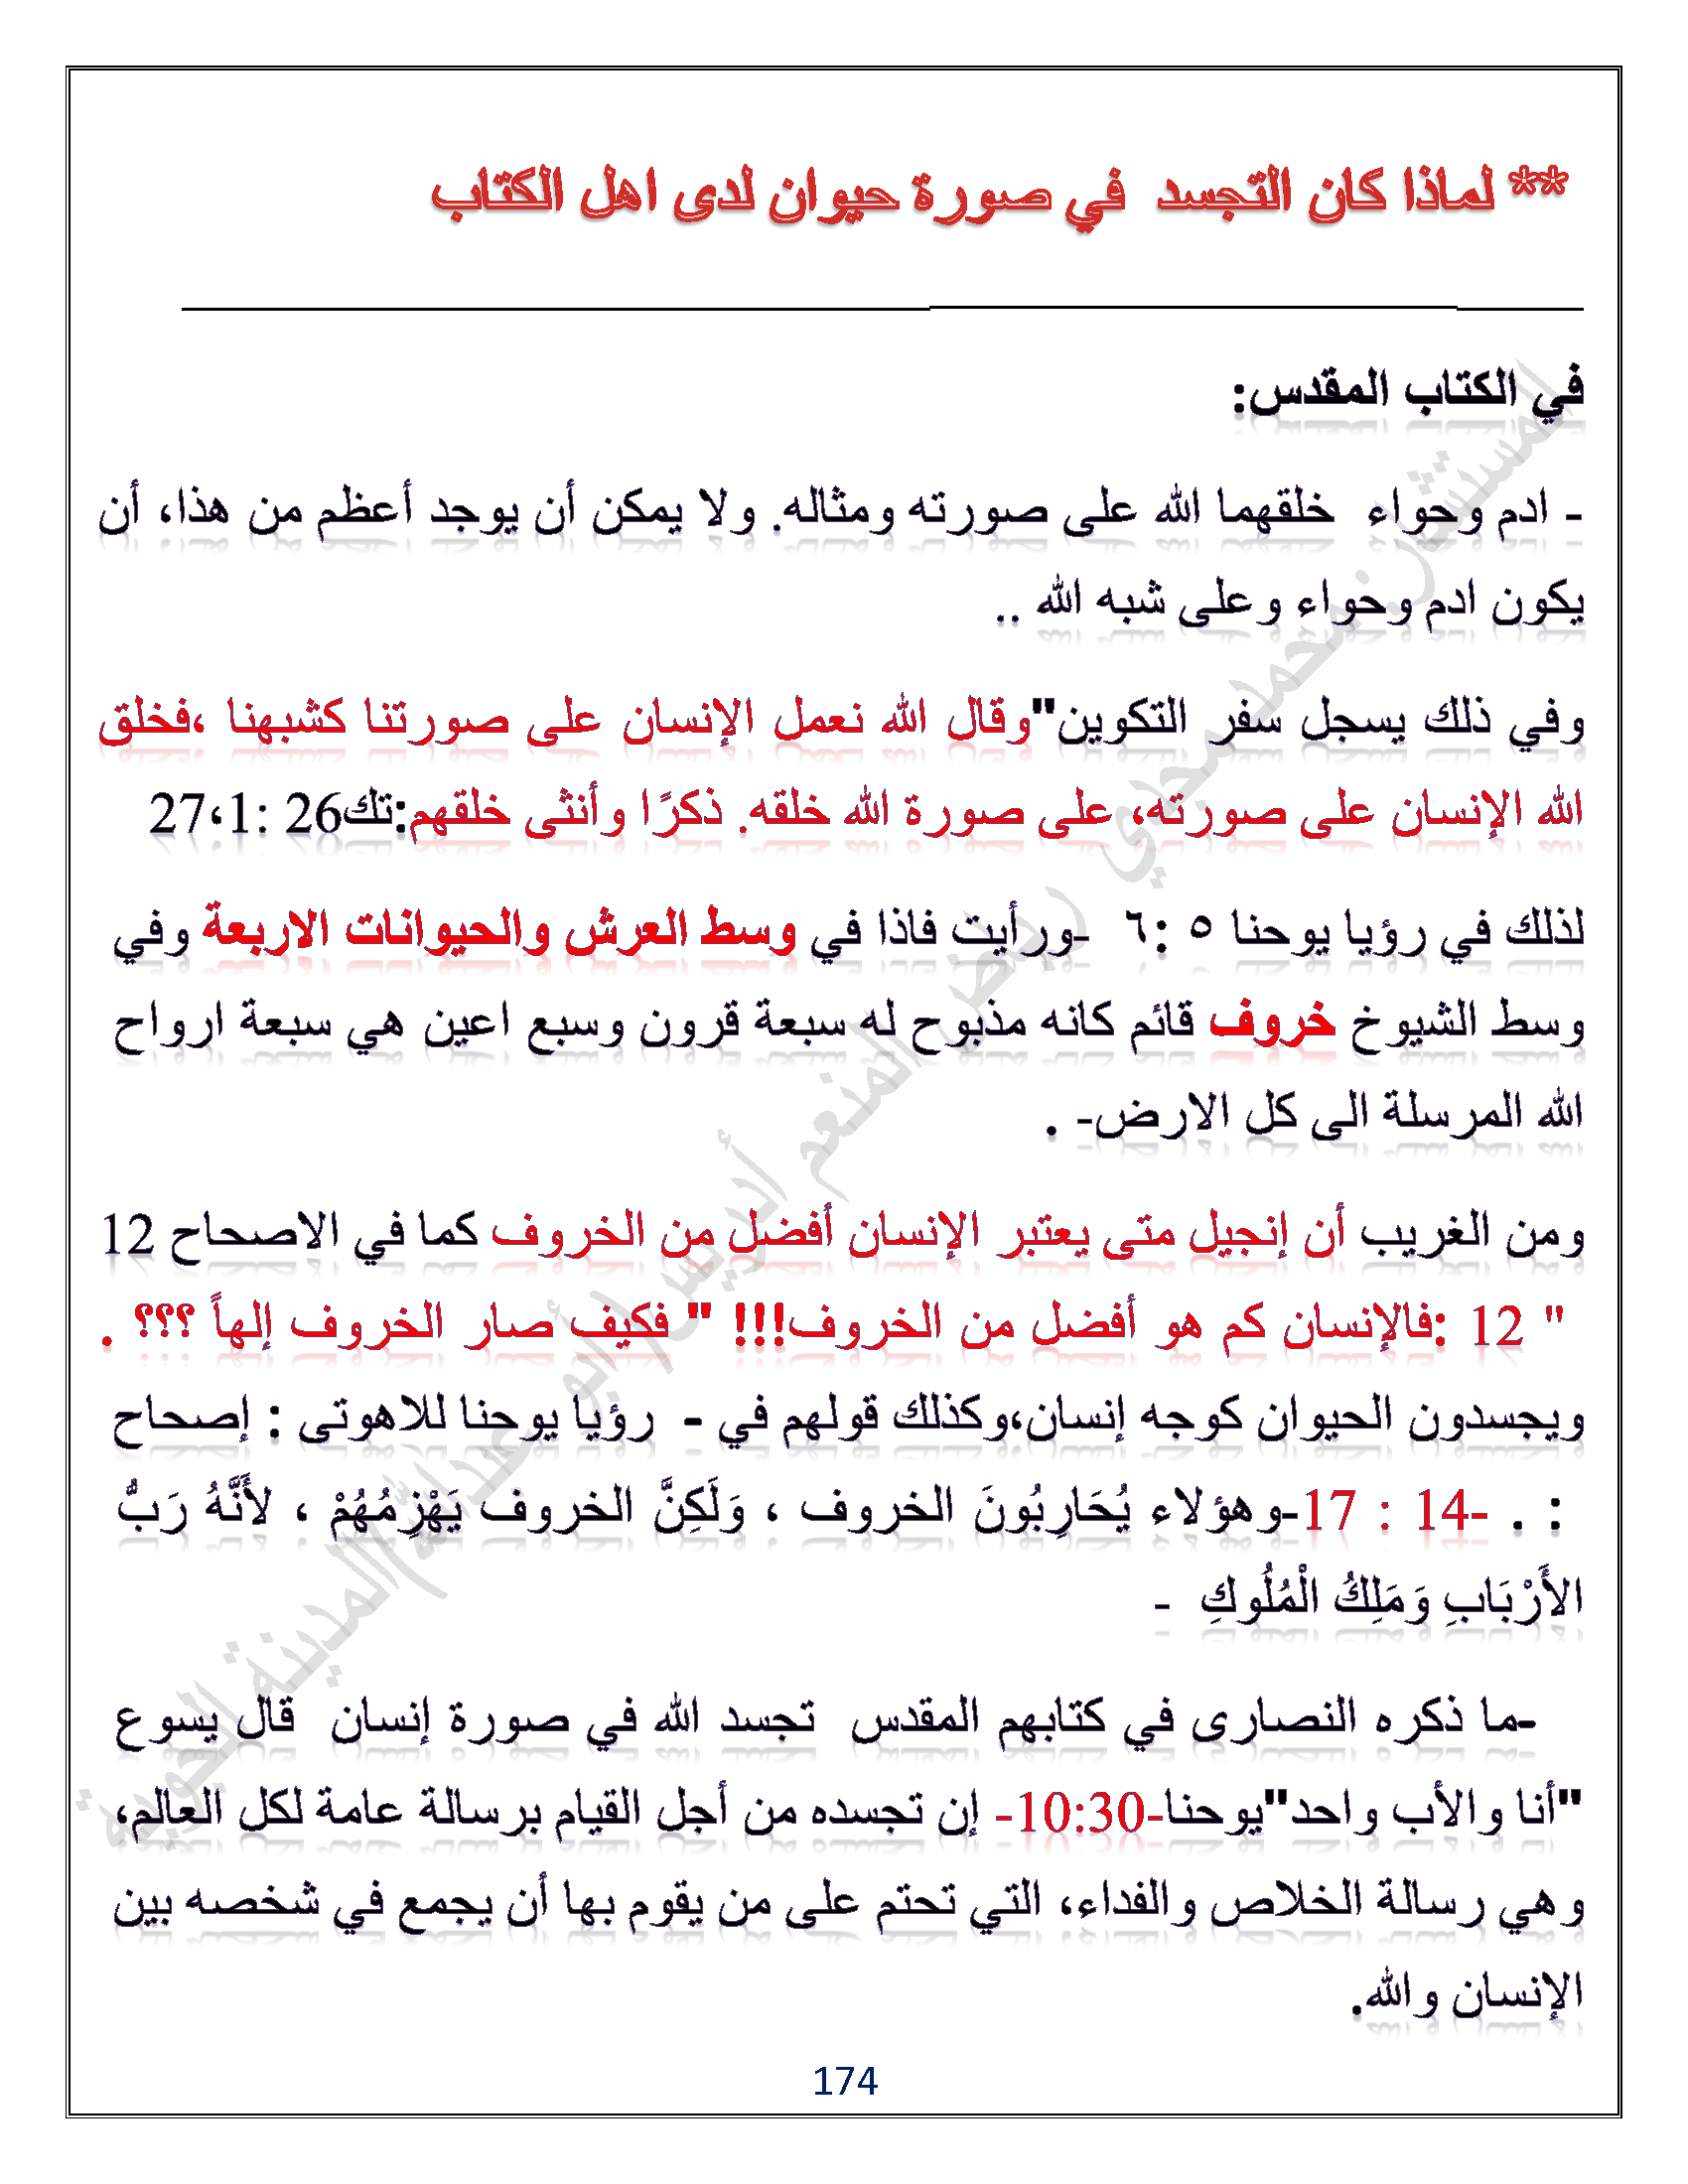 ** لماذا كان التجسد في صورة حيوان لدى اهل الكتاب
في الكتاب المقدس:
- ادم وحواء خلقهما الله على صورته ومثاله. ولا يمكن أن يوجد أعظم من هذا، أن
يكون ادم وحواء وعلى شبه الله ..
وفي ذلك يسجل سفر التكوين"وقال الله نعمل الإنسان على صورتنا كشبهنا ،فخلق
الله الإنسان على صورته، على صورة الله خلقه. ذكرًا وأنثى خلقهم:تك26 :1،27
لذلك في رؤيا يوحنا ٥ :٦ -ورأيت فاذا في وسط العرش والحيوانات الاربعة وفي
وسط الشيوخ خروف قائم كانه مذبوح له سبعة قرون وسبع اعين هي سبعة ارواح
الله المرسلة الى كل الارض- .
ومن الغريب أن إنجيل متى يعتبر الإنسان أفضل من الخروف كما في الاصحاح 12
" 12 :فالإنسان كم هو أفضل من الخروف!!! " فكيف صار الخروف إلهاً ؟؟؟ .
ويجسدون الحيوان كوجه إنسان،وكذلك قولهم في - رؤيا يوحنا للاهوتى : إصحاح
: . -14 : 17-وهؤلاء يُحَارِبُونَ الخروف ، وَلَكِنَّ الخروف يَهْزِمُهُمْ ، لأَنَّهُ رَبُّ
الأَرْبَابِ وَمَلِكُ الْمُلُوكِ -
-ما ذكره النصارى في كتابهم المقدس تجسد الله في صورة إنسان قال يسوع
"أنا والأب واحد"يوحنا-10:30- إن تجسده من أجل القيام برسالة عامة لكل العالم،
وهي رسالة الخلاص والفداء، التي تحتم على من يقوم بها أن يجمع في شخصه بين
الإنسان والله.
174